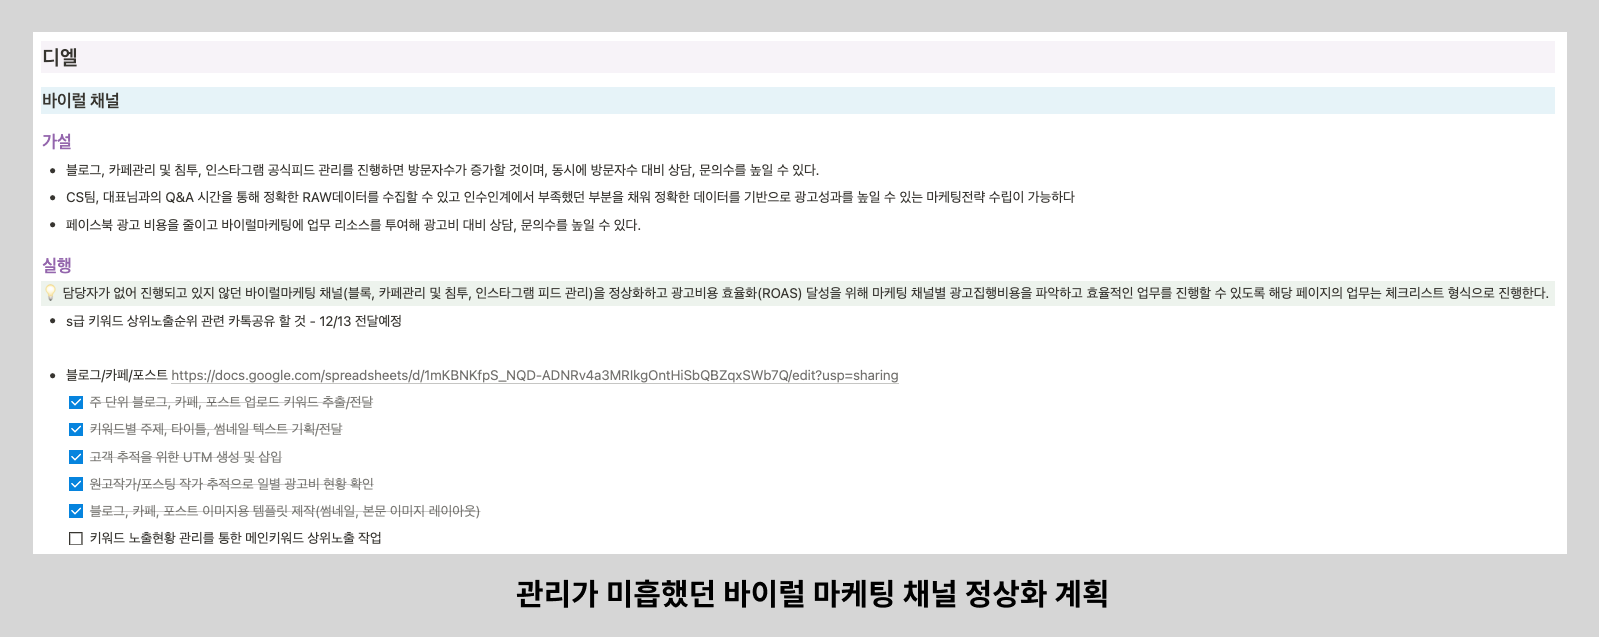 디엘
바이럴 채널
가설
• 블로그, 카페관리 및 침투, 인스타그램 공식피드 관리를 진행하면 방문자수가 증가할 것이며, 동시에 방문자수 대비 상담, 문의수를 높일 수 있다.
• CS팀, 대표님과의 Q&A 시간을 통해 정확한 RAW데이터를 수집할 수 있고 인수인계에서 부족했던 부분을 채워 정확한 데이터를 기반으로 광고성과를 높일 수 있는 마케팅전략 수립이 가능하다
• 페이스북 광고 비용을 줄이고 바이럴마케팅에 업무 리소스를 투여해 광고비 대비 상담, 문의수를 높일 수 있다.
실행
💡 담당자가 없어 진행되고 있지 않던 바이럴마케팅 채널(블록, 카페관리 및 침투, 인스타그램 피드 관리)을 정상화하고 광고비용 효율화(ROAS) 달성을 위해 마케팅 채널별 광고집행비용을 파악하고 효율적인 업무를 진행할 수 있도록 해당 페이지의 업무는 체크리스트 형식으로 진행한다.
• s급 키워드 상위노출순위 관련 카톡공유 할 것 - 12/13 전달예정
• 블로그/카페/포스트 https://docs.google.com/spreadsheets/d/1mKBNKfpS_NQD-ADNRv4a3MRIkgOntHiSbQBZqxSWb7Q/edit?usp=sharing
주 단위 블로그, 카페, 포스트 업로드 키워드 추출/전달
키워드별 주제, 타이틀, 썸네일 텍스트 기획/전달
고객 추적을 위한 UTM 생성 및 삽입
원고작가/포스팅 작가 추적으로 일별 광고비 현황 확인
블로그, 카페, 포스트 이미지용 템플릿 제작(썸네일, 본문 이미지 레이아웃)
키워드 노출현황 관리를 통한 메인키워드 상위노출 작업
관리가 미흡했던 바이럴 마케팅 채널 정상화 계획